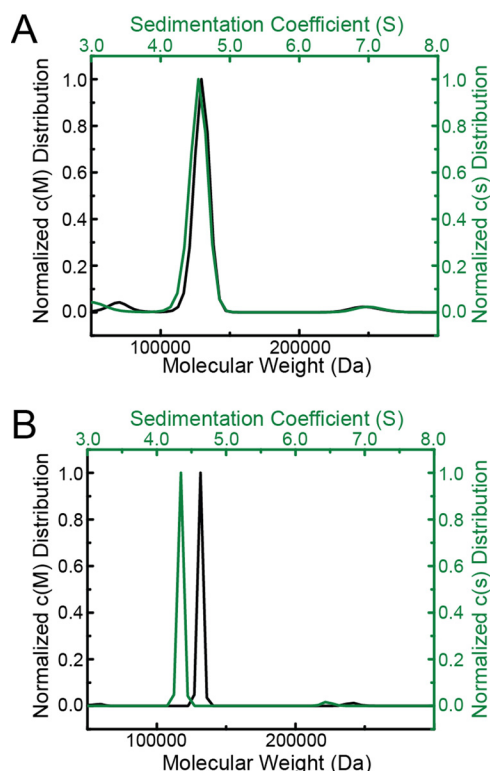 A
Sedimentation Coefficient (S)
3.0 4.0 5.0 6.0 7.0 8.0
Normalized c(M) Distribution
1.0 0.8 0.6 0.4 0.2 0.0
1.0 0.8 0.6 0.4 0.2 0.0
Normalized c(s) Distribution
100000 200000
Molecular Weight (Da)
B
Sedimentation Coefficient (S)
3.0 4.0 5.0 6.0 7.0 8.0
Normalized c(M) Distribution
1.0 0.8 0.6 0.4 0.2 0.0
1.0 0.8 0.6 0.4 0.2 0.0
Normalized c(s) Distribution
100000 200000
Molecular Weight (Da)